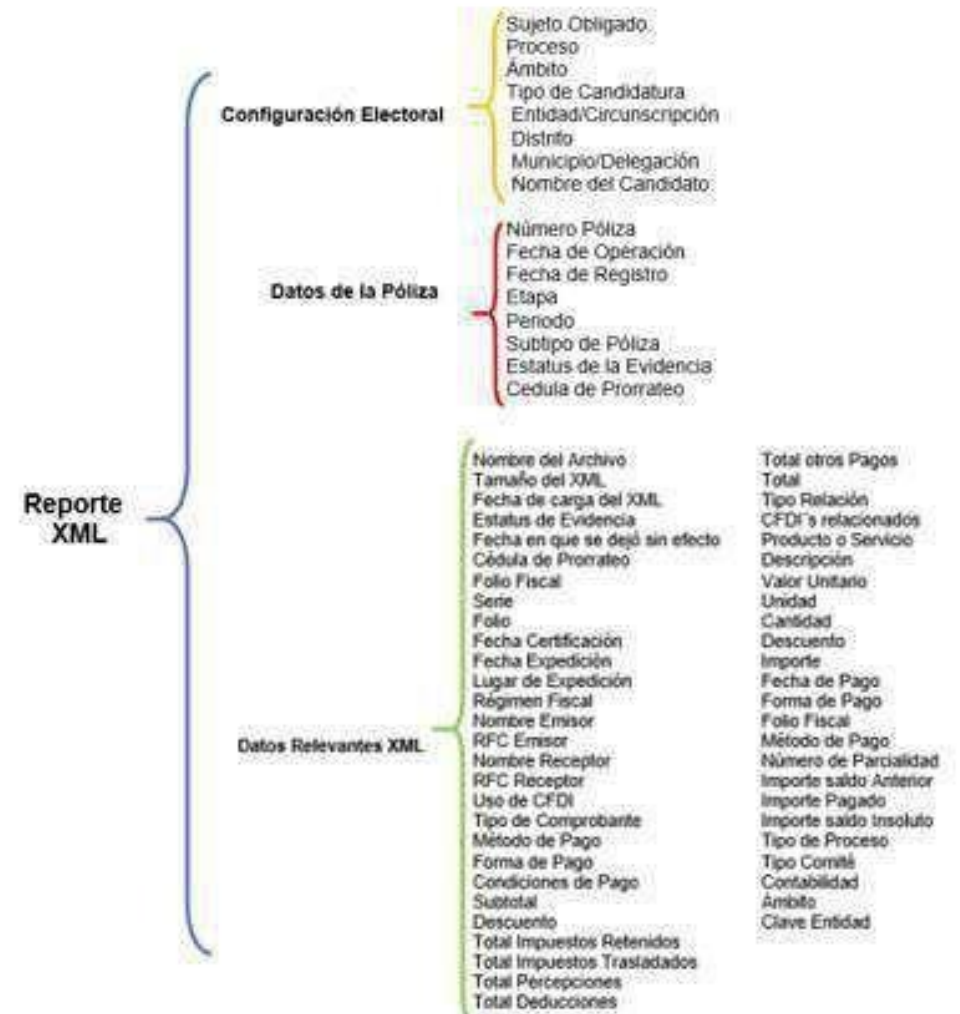 Reporte
XML
Configuración Electoral
Sujeto Obligado
Proceso
Ámbito
Tipo de Candidatura
Entidad/Circunscripción
Distrito
Municipio/Delegación
Nombre del Candidato
Datos de la Póliza
Número Póliza
Fecha de Operación
Fecha de Registro
Etapa
Periodo
Subtipo de Póliza
Estatus de la Evidencia
Cedula de Prorrateo
Datos Relevantes XML
Nombre del Archivo
Tamaño del XML
Fecha de carga del XML
Estatus de Evidencia
Fecha en que se dejó sin efecto
Cédula de Prorrateo
Folio Fiscal
Serie
Folio
Fecha Certificación
Fecha Expedición
Lugar de Expedición
Régimen Fiscal
Nombre Emisor
RFC Emisor
Nombre Receptor
RFC Receptor
Uso de CFDI
Tipo de Comprobante
Método de Pago
Forma de Pago
Condiciones de Pago
Subtotal
Descuento
Total Impuestos Retenidos
Total Impuestos Trasladados
Total Percepciones
Total Deducciones
Total otros Pagos
Total
Tipo Relación
CFDI´s relacionados
Producto o Servicio
Descripción
Valor Unitario
Unidad
Cantidad
Descuento
Importe
Fecha de Pago
Forma de Pago
Folio Fiscal
Método de Pago
Número de Parcialidad
Importe saldo Anterior
Importe Pagado
Importe saldo Insoluto
Tipo de Proceso
Tipo Comité
Contabilidad
Ámbito
Clave Entidad